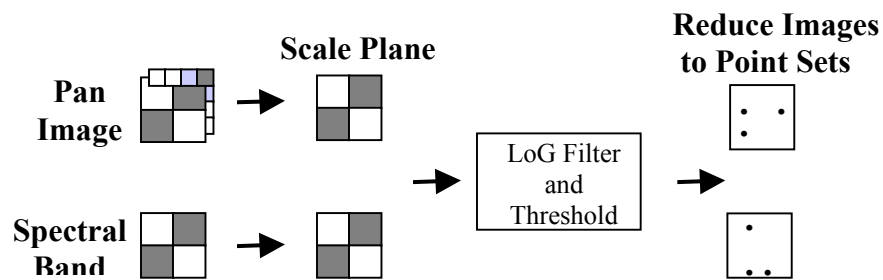 Reduce Images
to Point Sets
Scale Plane
Pan
Image
LoG Filter
and
Threshold
Spectral
Band